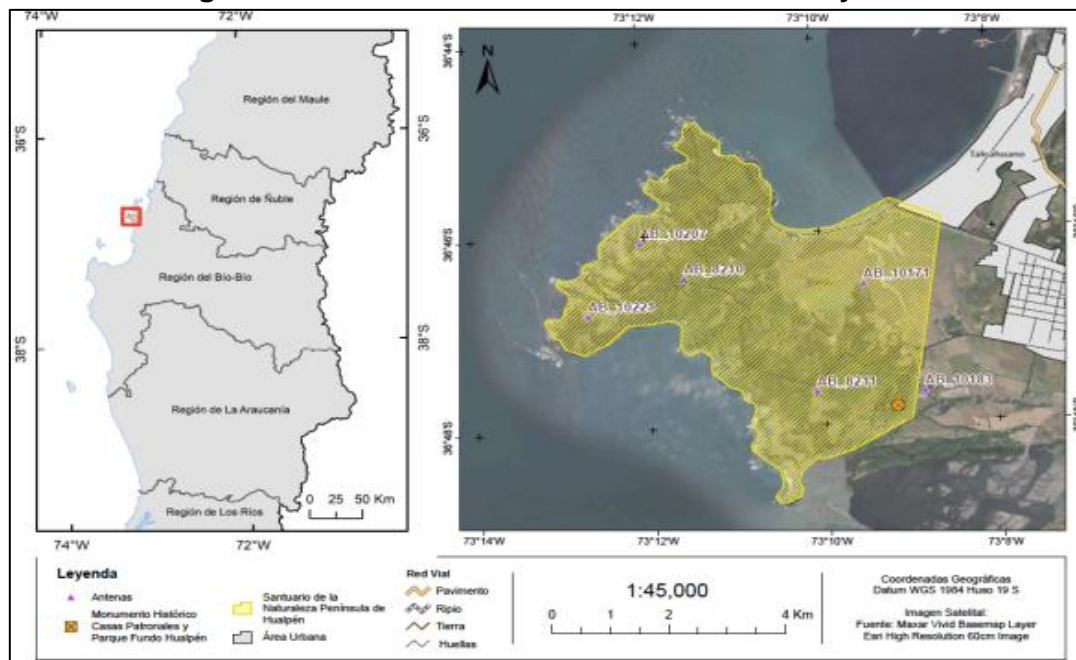 74°W
72°W
36°S
36°S
38°S
38°S
74°W
72°W
Región del Maule
Región de Ñuble
Región del Bío-Bío
Región de La Araucanía
Región de Los Ríos
0 25 50 Km
73°12'W
73°10'W
73°8'W
36°44'S
36°46'S
36°48'S
N
Talcahuano
AB_10207
AB_8210
AB_10171
AB_10223
AB_8211
AB_10183
73°14'W
73°12'W
73°10'W
73°8'W
Leyenda
Antenas
Monumento Histórico
Casas Patronales y
Parque Fundo Hualpén
Santuario de la
Naturaleza Península de
Hualpén
Área Urbana
Red Vial
Pavimento
Ripio
Tierra
Huellas
1:45,000
0 1 2 4 Km
Coordenadas Geográficas
Datum WGS 1984 Huso 19 S
Imagen Satelital:
Fuente: Maxar Vivid Basemap Layer
Esri High Resolution 60cm Image